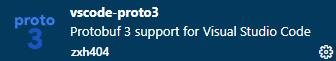 proto
3
vscode-proto3
Protobuf 3 support for Visual Studio Code
zxh404